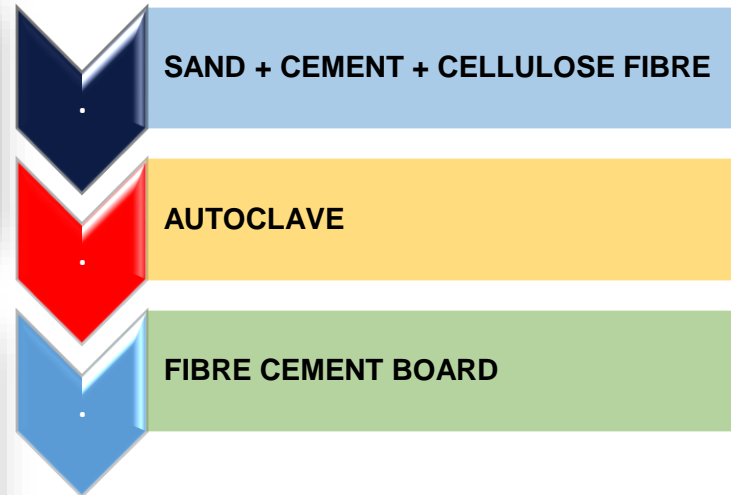 SAND + CEMENT + CELLULOSE FIBRE
AUTOCLAVE
FIBRE CEMENT BOARD